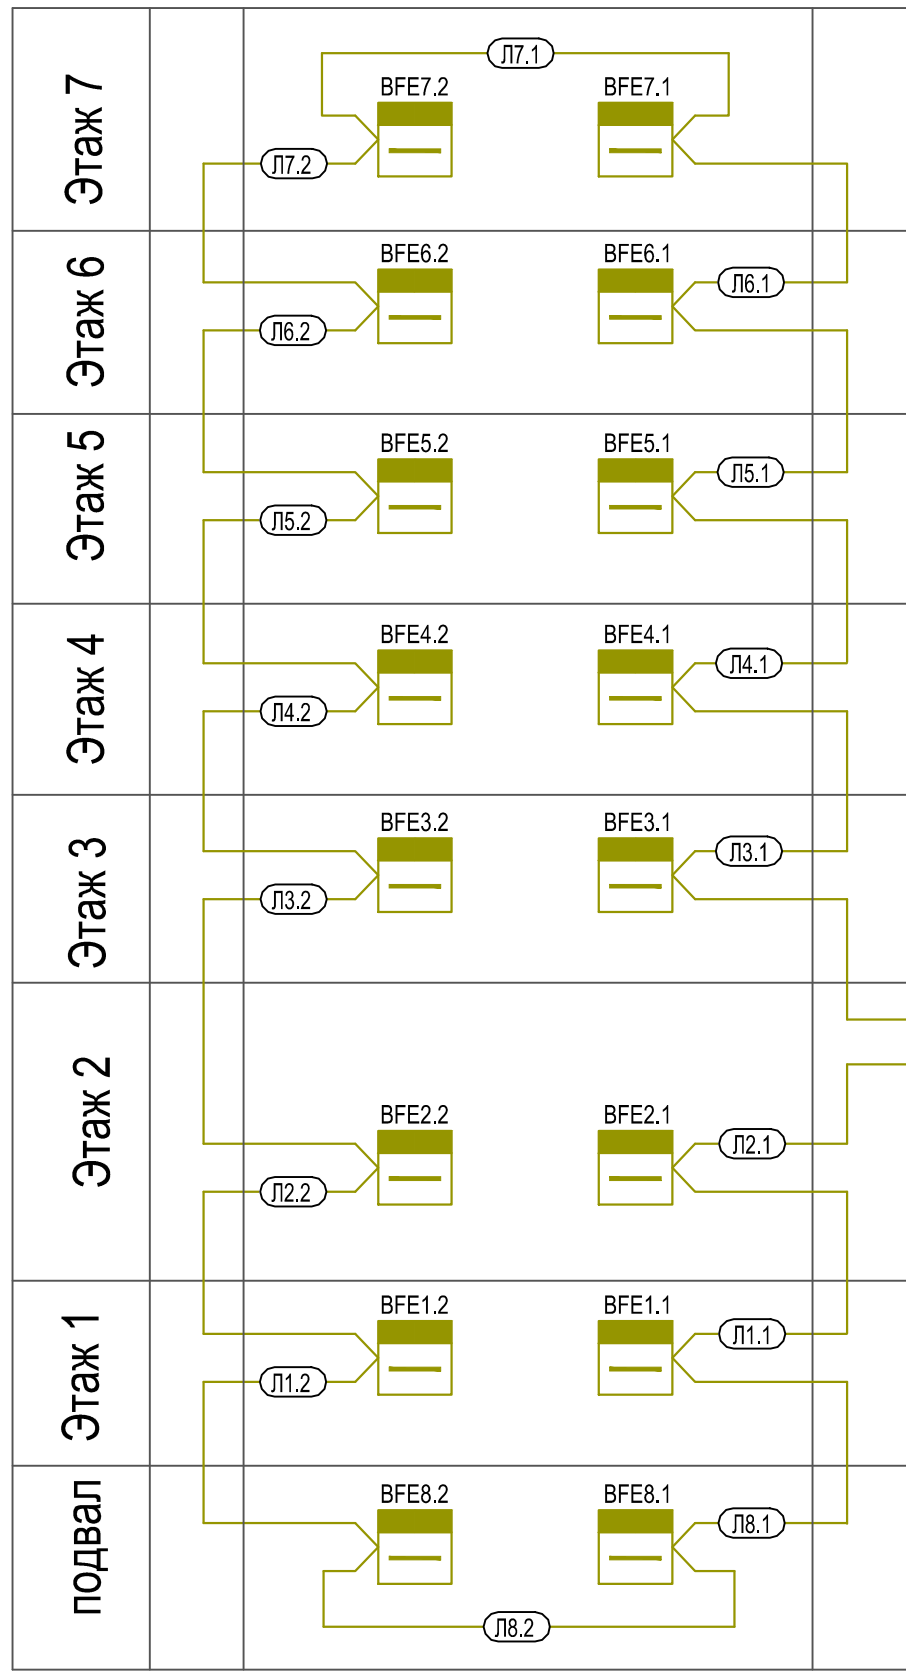 Этаж 7
Л7.1
BFE7.2 BFE7.1
Л7.2
Этаж 6
BFE6.2 BFE6.1
Л6.1
Л6.2
Этаж 5
BFE5.2 BFE5.1
Л5.1
Л5.2
Этаж 4
BFE4.2 BFE4.1
Л4.1
Л4.2
Этаж 3
BFE3.2 BFE3.1
Л3.1
Л3.2
Этаж 2
BFE2.2 BFE2.1
Л2.1
Л2.2
Этаж 1
BFE1.2 BFE1.1
Л1.1
Л1.2
подвал
BFE8.2 BFE8.1
Л8.1
Л8.2